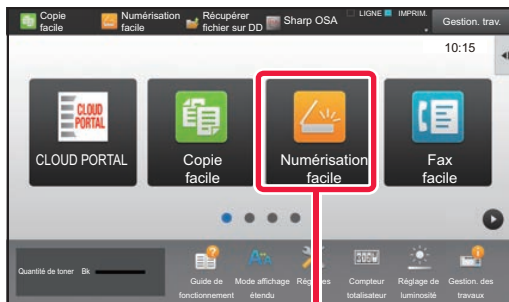 Copie
facile
Numérisation
facile
Récupérer
fichier sur DD
Sharp OSA
LIGNE
IMPRIM.
Gestion. trav.
10:15
CLOUD
PORTAL
CLOUD PORTAL
Copie
facile
Numérisation
facile
Fax
facile
Quantité de toner
Bk
Guide de
fonctionnement
Mode affichage
étendu
Compteur
totalisateur
Réglage de
luminosité
Gestion. des
travaux